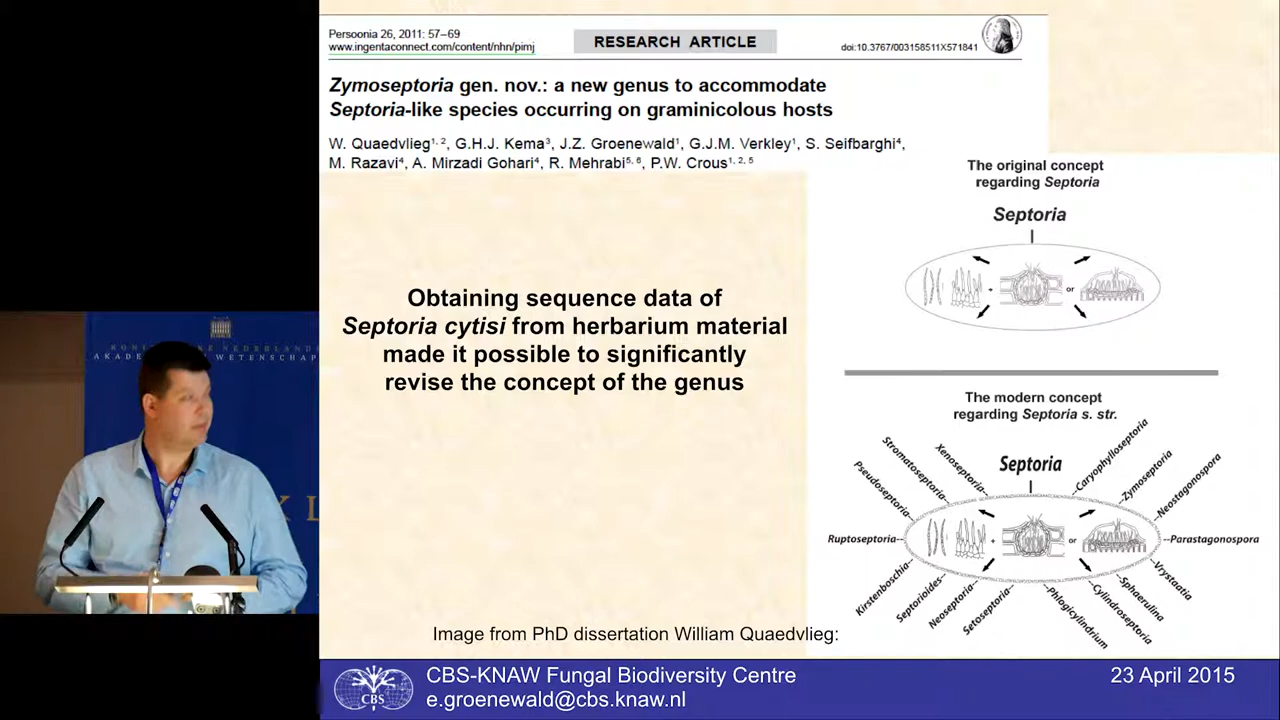 Persoonia 26, 2011: 57–69
www.ingentaconnect.com/content/nhn/pimj
RESEARCH ARTICLE
doi:10.3767/003158511X571841
Zymoseptoria gen. nov.: a new genus to accommodate
Septoria-like species occurring on graminicolous hosts
W. Quaedvlieg1, 2, G.H.J. Kema3, J.Z. Groenewald1, G.J.M. Verkley1, S. Seifbarghi4,
M. Razavi4, A. Mirzadi Gohari4, R. Mehrabi5, 6, P.W. Crous1, 2, 5
The original concept
regarding Septoria
Septoria
+
or
Obtaining sequence data of
Septoria cytisi from herbarium material
made it possible to significantly
revise the concept of the genus
The modern concept
regarding Septoria s. str.
Septoria
Ruptoseptoria
Pseudoseptoria
Stromatoseptoria
Xenoseptoria
Caryophylloseptoria
Zymoseptoria
Neostagonospora
Parastagonospora
Vrystaatia
Sphaerulina
Cylindroseptoria
Phlogicylindrium
Setoseptoria
Neoseptoria
Septorioides
Kirstenboschia
+
or
Image from PhD dissertation William Quaedvlieg:
CBS
CBS-KNAW Fungal Biodiversity Centre
e.groenewald@cbs.knaw.nl
23 April 2015
AKADE
WETENSCHAP
K L